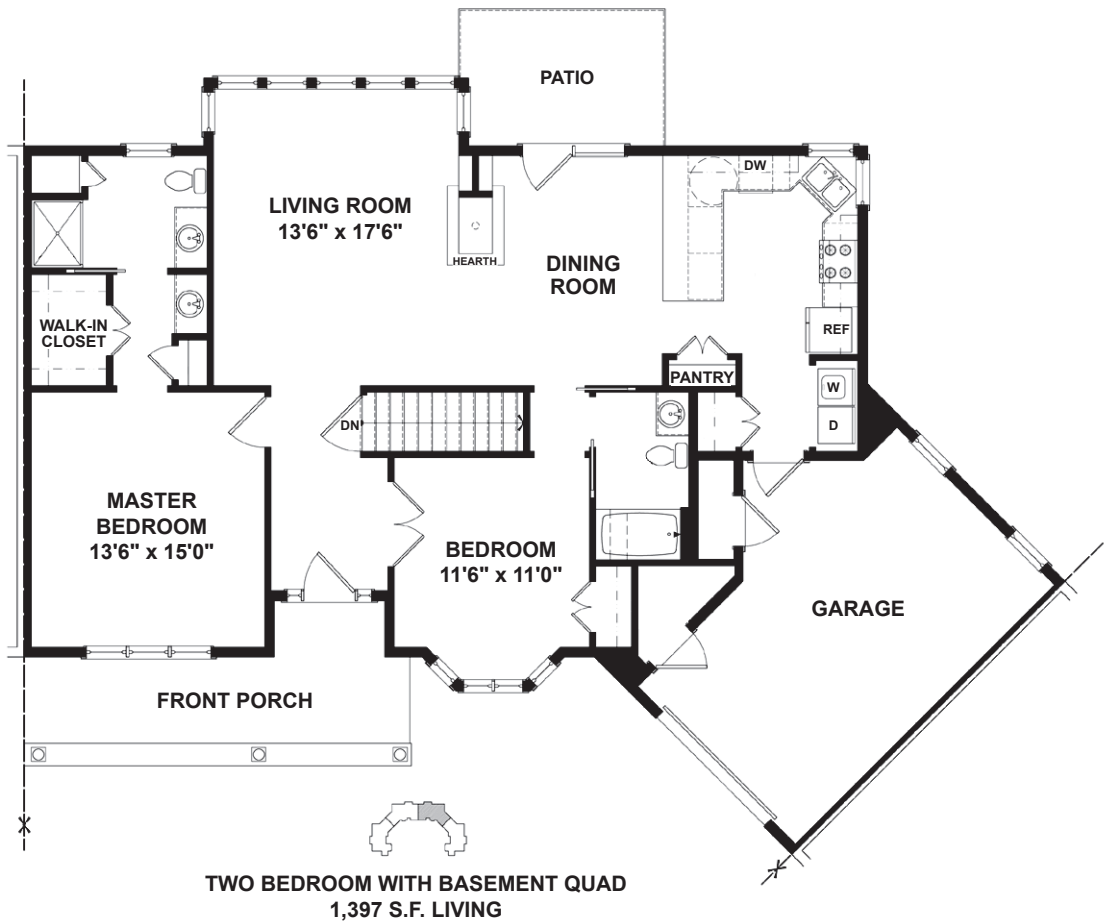 PATIO
DW
LIVING ROOM
13'6" x 17'6"
HEARTH
DINING
ROOM
WALK-IN
CLOSET
REF
PANTRY
W
DN
D
MASTER
BEDROOM
13'6" x 15'0"
BEDROOM
11'6" x 11'0"
GARAGE
FRONT PORCH
TWO BEDROOM WITH BASEMENT QUAD
1,397 S.F. LIVING